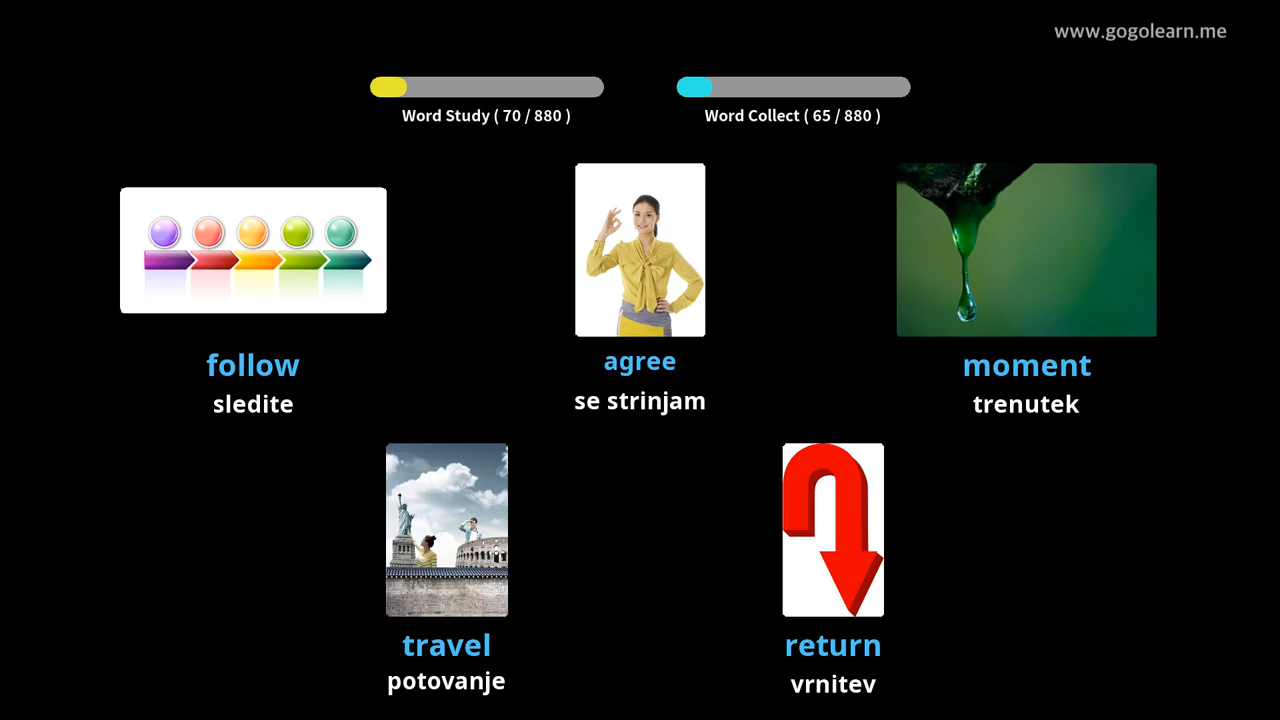 www.gogolearn.me
Word Study ( 70 / 880 )
Word Collect ( 65 / 880 )
follow
sledite
agree
se strinjam
moment
trenutek
travel
potovanje
return
vrnitev